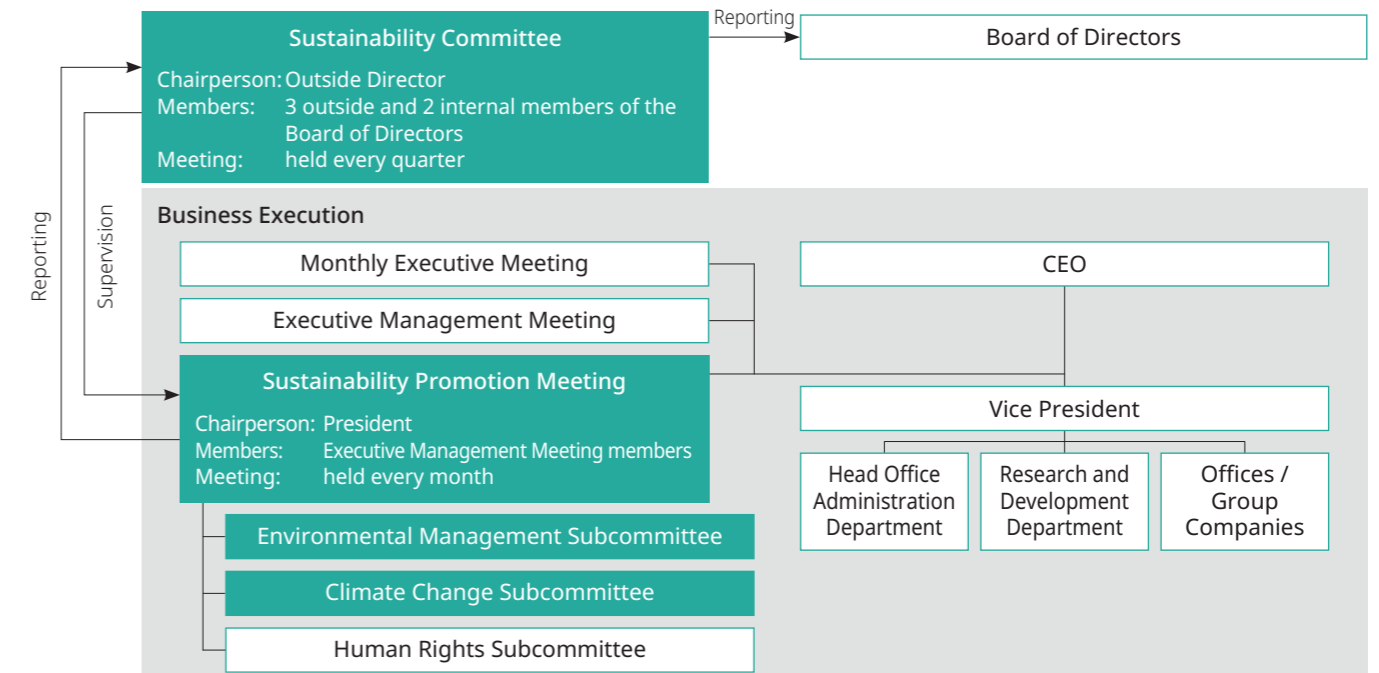 Reporting
Sustainability Committee
Chairperson: Outside Director
Members: 3 outside and 2 internal members of the
Board of Directors
Meeting: held every quarter
Board of Directors
Reporting
Supervision
Business Execution
Monthly Executive Meeting
Executive Management Meeting
Sustainability Promotion Meeting
Chairperson: President
Members: Executive Management Meeting members
Meeting: held every month
Environmental Management Subcommittee
Climate Change Subcommittee
Human Rights Subcommittee
CEO
Vice President
Head Office
Administration
Department
Research and
Development
Department
Offices /
Group
Companies